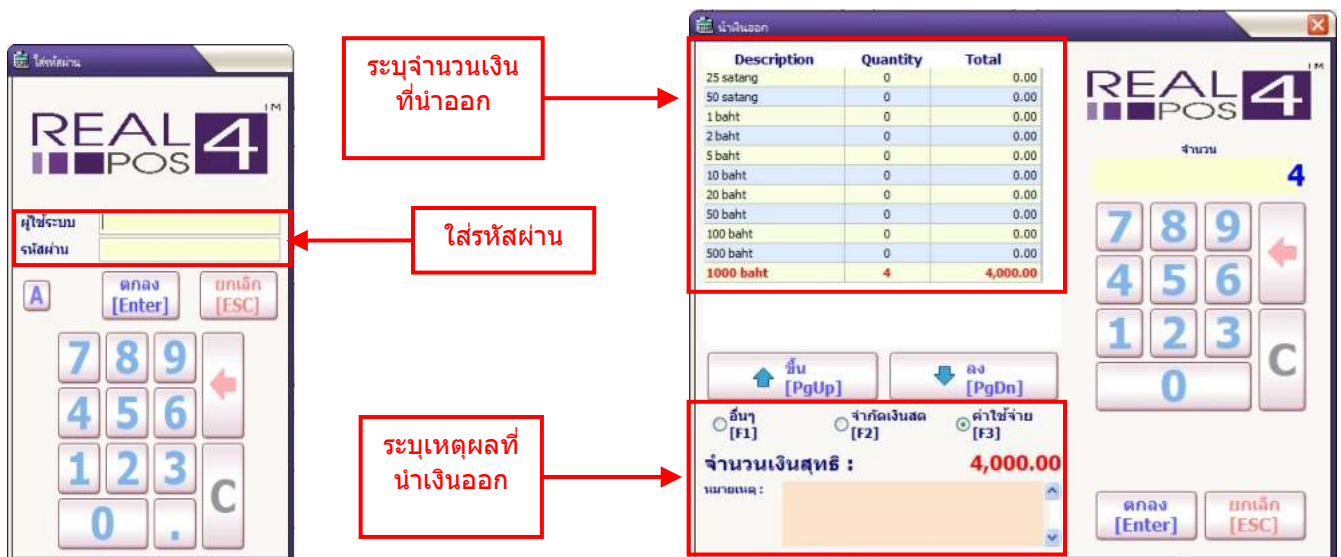 ใส่รหัสผ่าน
REAL 4 TM
POS
ผู้ใช้ระบบ
รหัสผ่าน
A
ตกลง
[Enter]
ยกเลิก
[ESC]
7 8 9
4 5 6
1 2 3
C
0 .
ระบุจำนวนเงิน
ที่นำออก
ใส่รหัสผ่าน
ระบุเหตุผลที่
นำเงินออก
นำเงินออก
Description Quantity Total
25 satang 0 0.00
50 satang 0 0.00
1 baht 0 0.00
2 baht 0 0.00
5 baht 0 0.00
10 baht 0 0.00
20 baht 0 0.00
50 baht 0 0.00
100 baht 0 0.00
500 baht 0 0.00
1000 baht 4 4,000.00
ขึ้น
[PgUp]
ลง
[PgDn]
อื่นๆ
[F1]
จำกัดเงินสด
[F2]
ค่าใช้จ่าย
[F3]
จำนวนเงินสุทธิ : 4,000.00
หมายเหตุ :
REAL 4 TM
POS
จำนวน
4
7 8 9
4 5 6
1 2 3
C
0
ตกลง
[Enter]
ยกเลิก
[ESC]